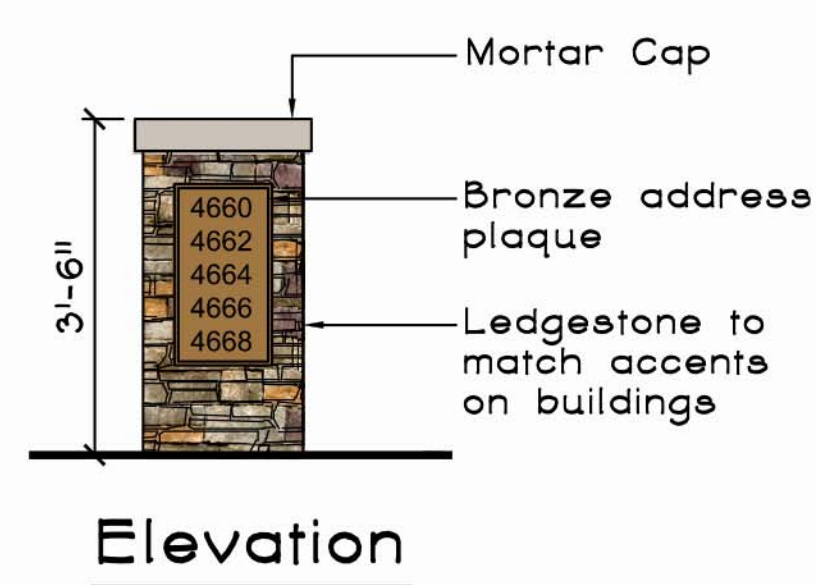 Mortar Cap
Bronze address
plaque
4660
4662
4664
4666
4668
3'-6"
Ledgestone to
match accents
on buildings
Elevation